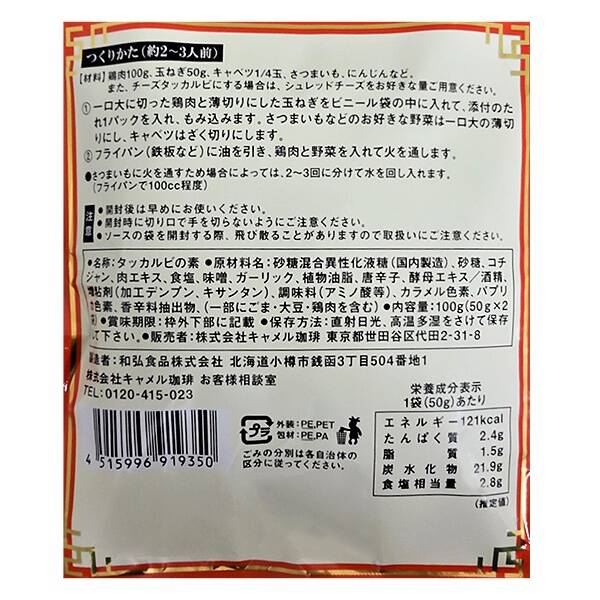 つくりかた(約2～3人前)
【材料】鶏肉100g、玉ねぎ50g、キャベツ1/4玉、さつまいも、にんじんなど。
また、チーズタッカルビにする場合は、シュレッドチーズをお好きな量ご用意ください。
①一口大に切った鶏肉と薄切りにした玉ねぎをビニール袋の中に入れて、添付のた
れ1パックを入れ、もみ込みます。さつまいもなどのお好きな野菜は一口大の薄切
りにし、キャベツはざく切りにします。
②フライパン(鉄板など)に油を引き、鶏肉と野菜を入れて火を通します。
●さつまいもに火を通すため場合によっては、2～3回に分けて水を回し入れます。
(フライパンで100cc程度)
注意
●開封後は早めにお使いください。
●開封時に切り口で手を切らないようにご注意ください。
●ソースの袋を開封する際、飛び散ることがありますので取扱いにご注意ください。
●名称:タッカルビの素 ●原材料名:砂糖混合異性化液糖(国内製造)、砂糖、コチ
ジャン、肉エキス、食塩、味噌、ガーリック、植物油脂、唐辛子、酵母エキス/酒精、
増粘剤(加工デンプン、キサンタン)、調味料(アミノ酸等)、カラメル色素、パプリ
色素、香辛料抽出物、(一部にごま・大豆・鶏肉を含む) ●内容量:100g(50g×2
●賞味期限:枠外下部に記載 ●保存方法:直射日光、高温多湿をさけて保存
して下さい。●販売者:株式会社キャメル珈琲 東京都世田谷区代田2-31-8
製造者:和弘食品株式会社 北海道小樽市銭函3丁目504番地1
株式会社キャメル珈琲 お客様相談室
TEL:0120-415-023
4 515996 919350
プラ
外装:PE,PET
包材:PE,PA
ごみの分別は各自治体の
区分に従ってください。
栄養成分表示
1袋(50g)あたり
エネルギー 121kcal
たんぱく質 2.4g
脂質 1.5g
炭水化物 21.9g
食塩相当量 2.8g
(推定値)